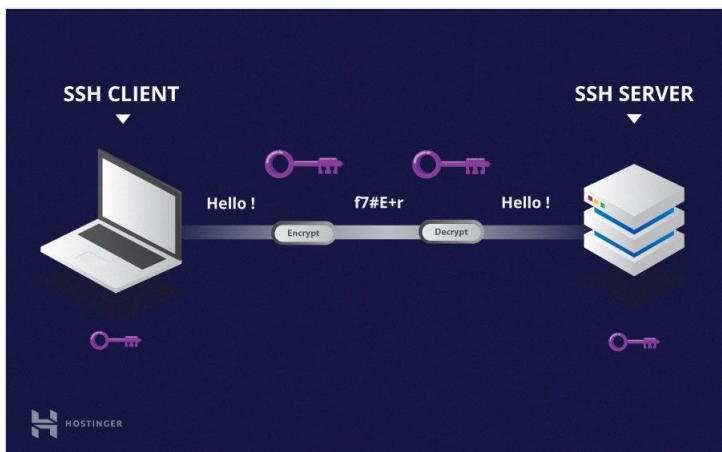 SSH CLIENT
SSH SERVER
Hello !
f7#E+r
Hello !
Encrypt
Decrypt
HOSTINGER